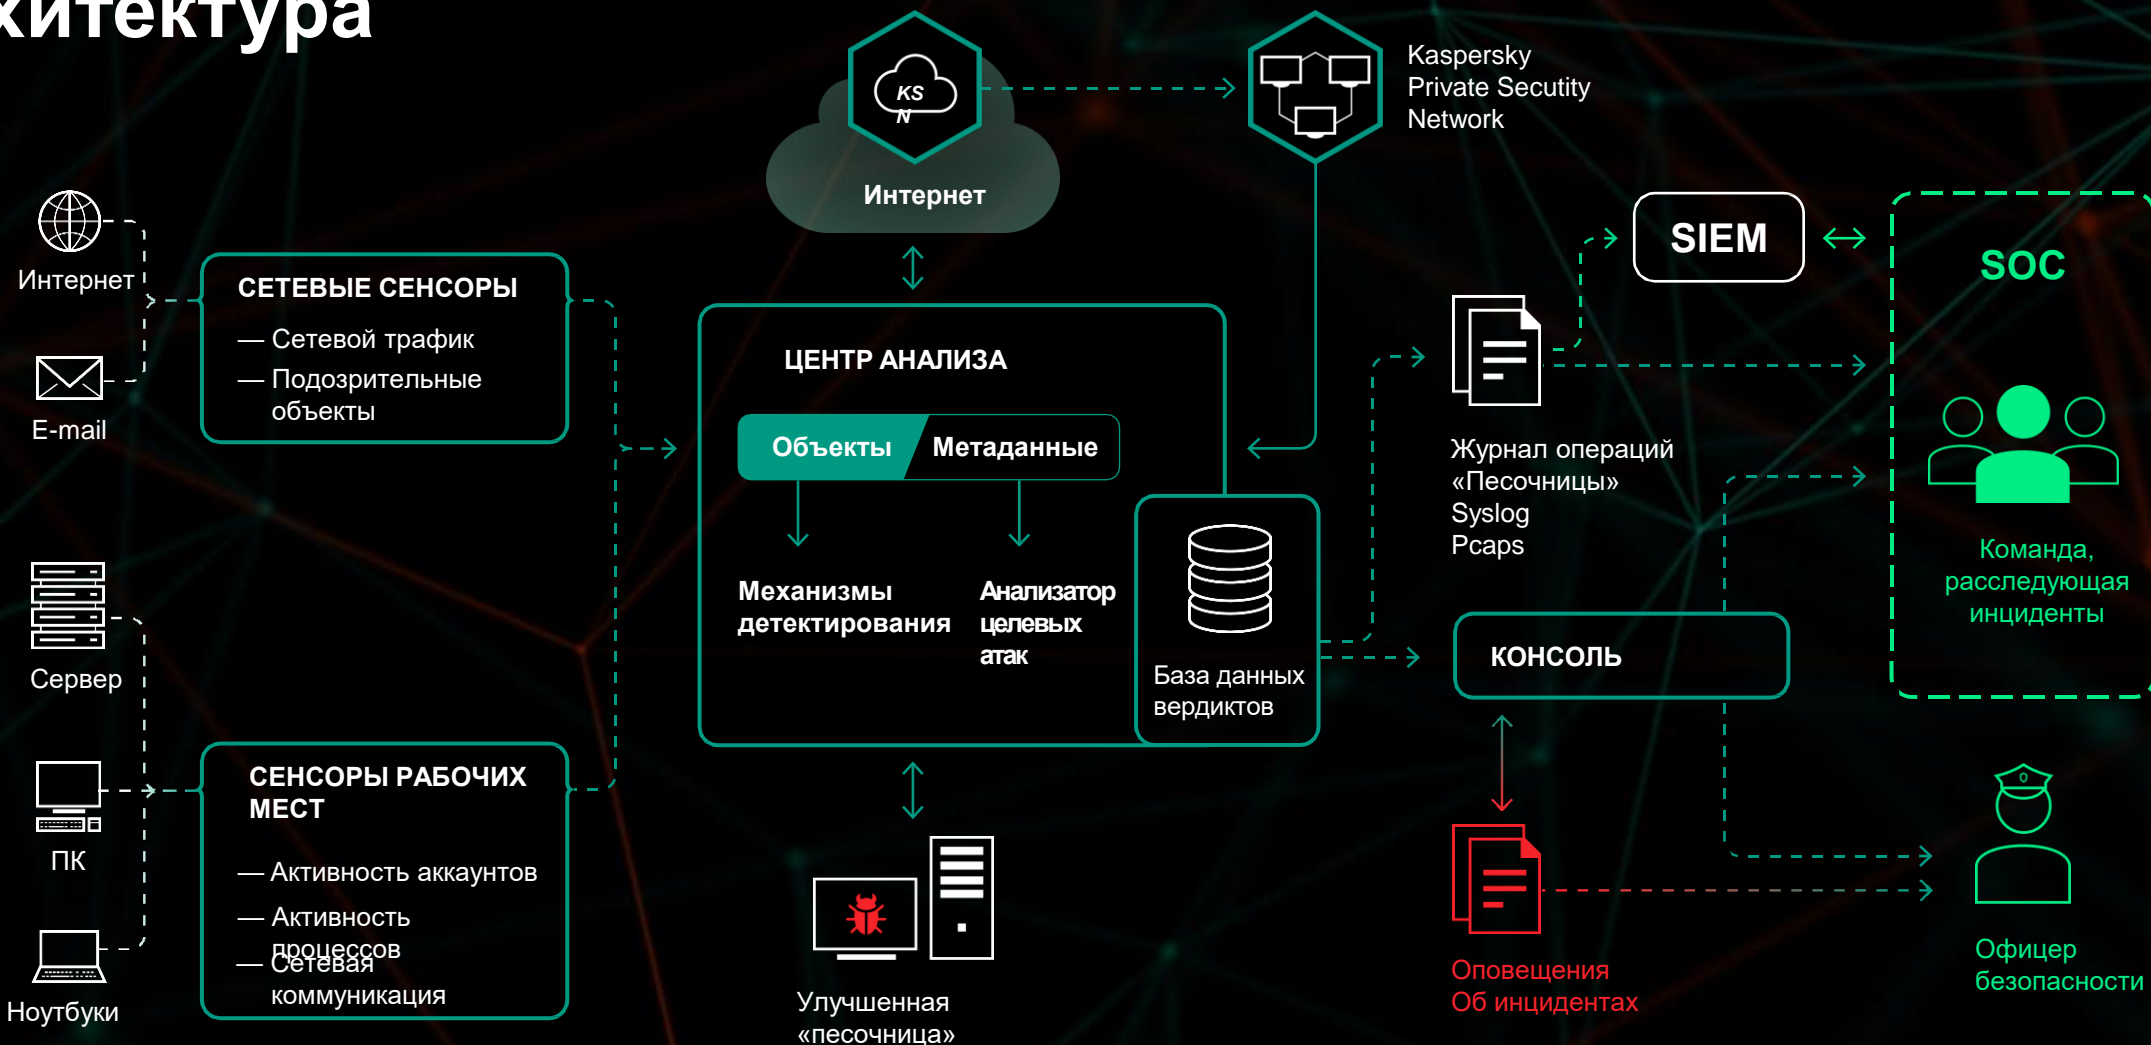 хитектура
KS
N
Интернет
Kaspersky
Private Secutity
Network
Интернет
E-mail
СЕТЕВЫЕ СЕНСОРЫ
— Сетевой трафик
— Подозрительные
объекты
Сервер
ПК
Ноутбуки
СЕНСОРЫ РАБОЧИХ
МЕСТ
— Активность аккаунтов
— Активность
процессов
— Сетевая
коммуникация
ЦЕНТР АНАЛИЗА
Объекты
Метаданные
Механизмы
детектирования
Анализатор
целевых
атак
База данных
вердиктов
Улучшенная
«песочница»
SIEM
Журнал операций
«Песочницы»
Syslog
Pcaps
КОНСОЛЬ
Оповещения
Об инцидентах
SOC
Команда,
расследующая
инциденты
Офицер
безопасности